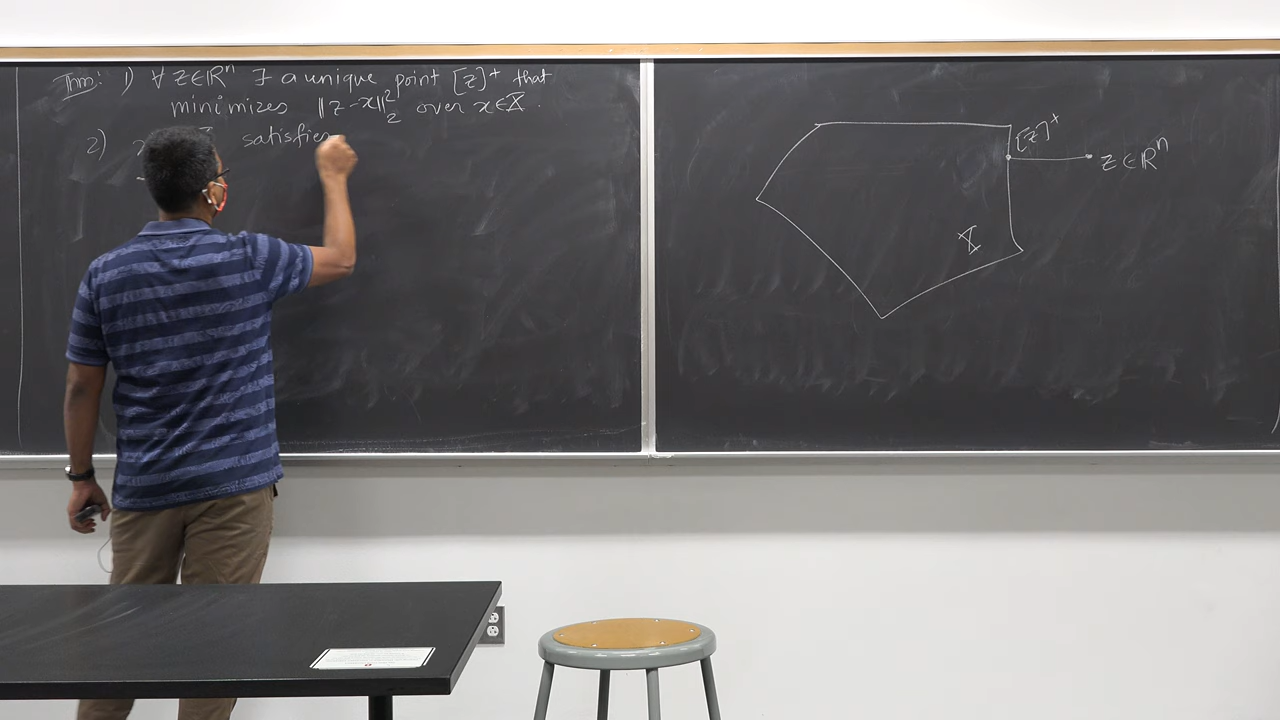 Thm: 1) ∀ z∈ℝⁿ ∃ a unique point [z]⁺ that
minimizes ‖z-x‖₂² over x∈X.
2) satisfies
[z]⁺
z∈ℝⁿ
X